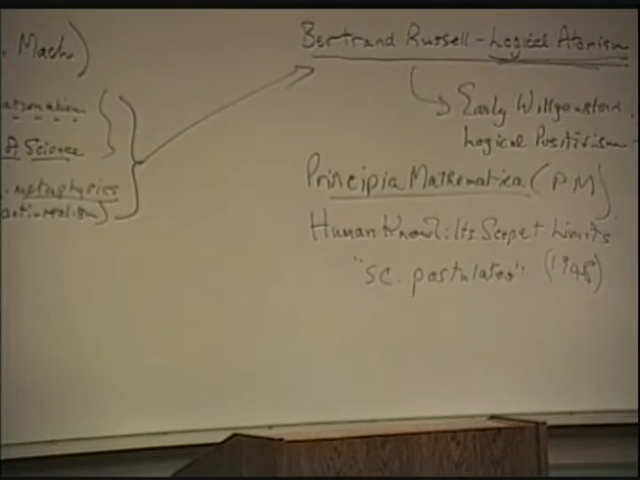 . Mach)
& Science
metaphysics
Bertrand Russell - Logical Atomism
Early Wittgenstein
Logical Positivism -
Principia Mathematica (PM)
Human Knowl: Its Scope + Limits
"sc. postulates" (1948)